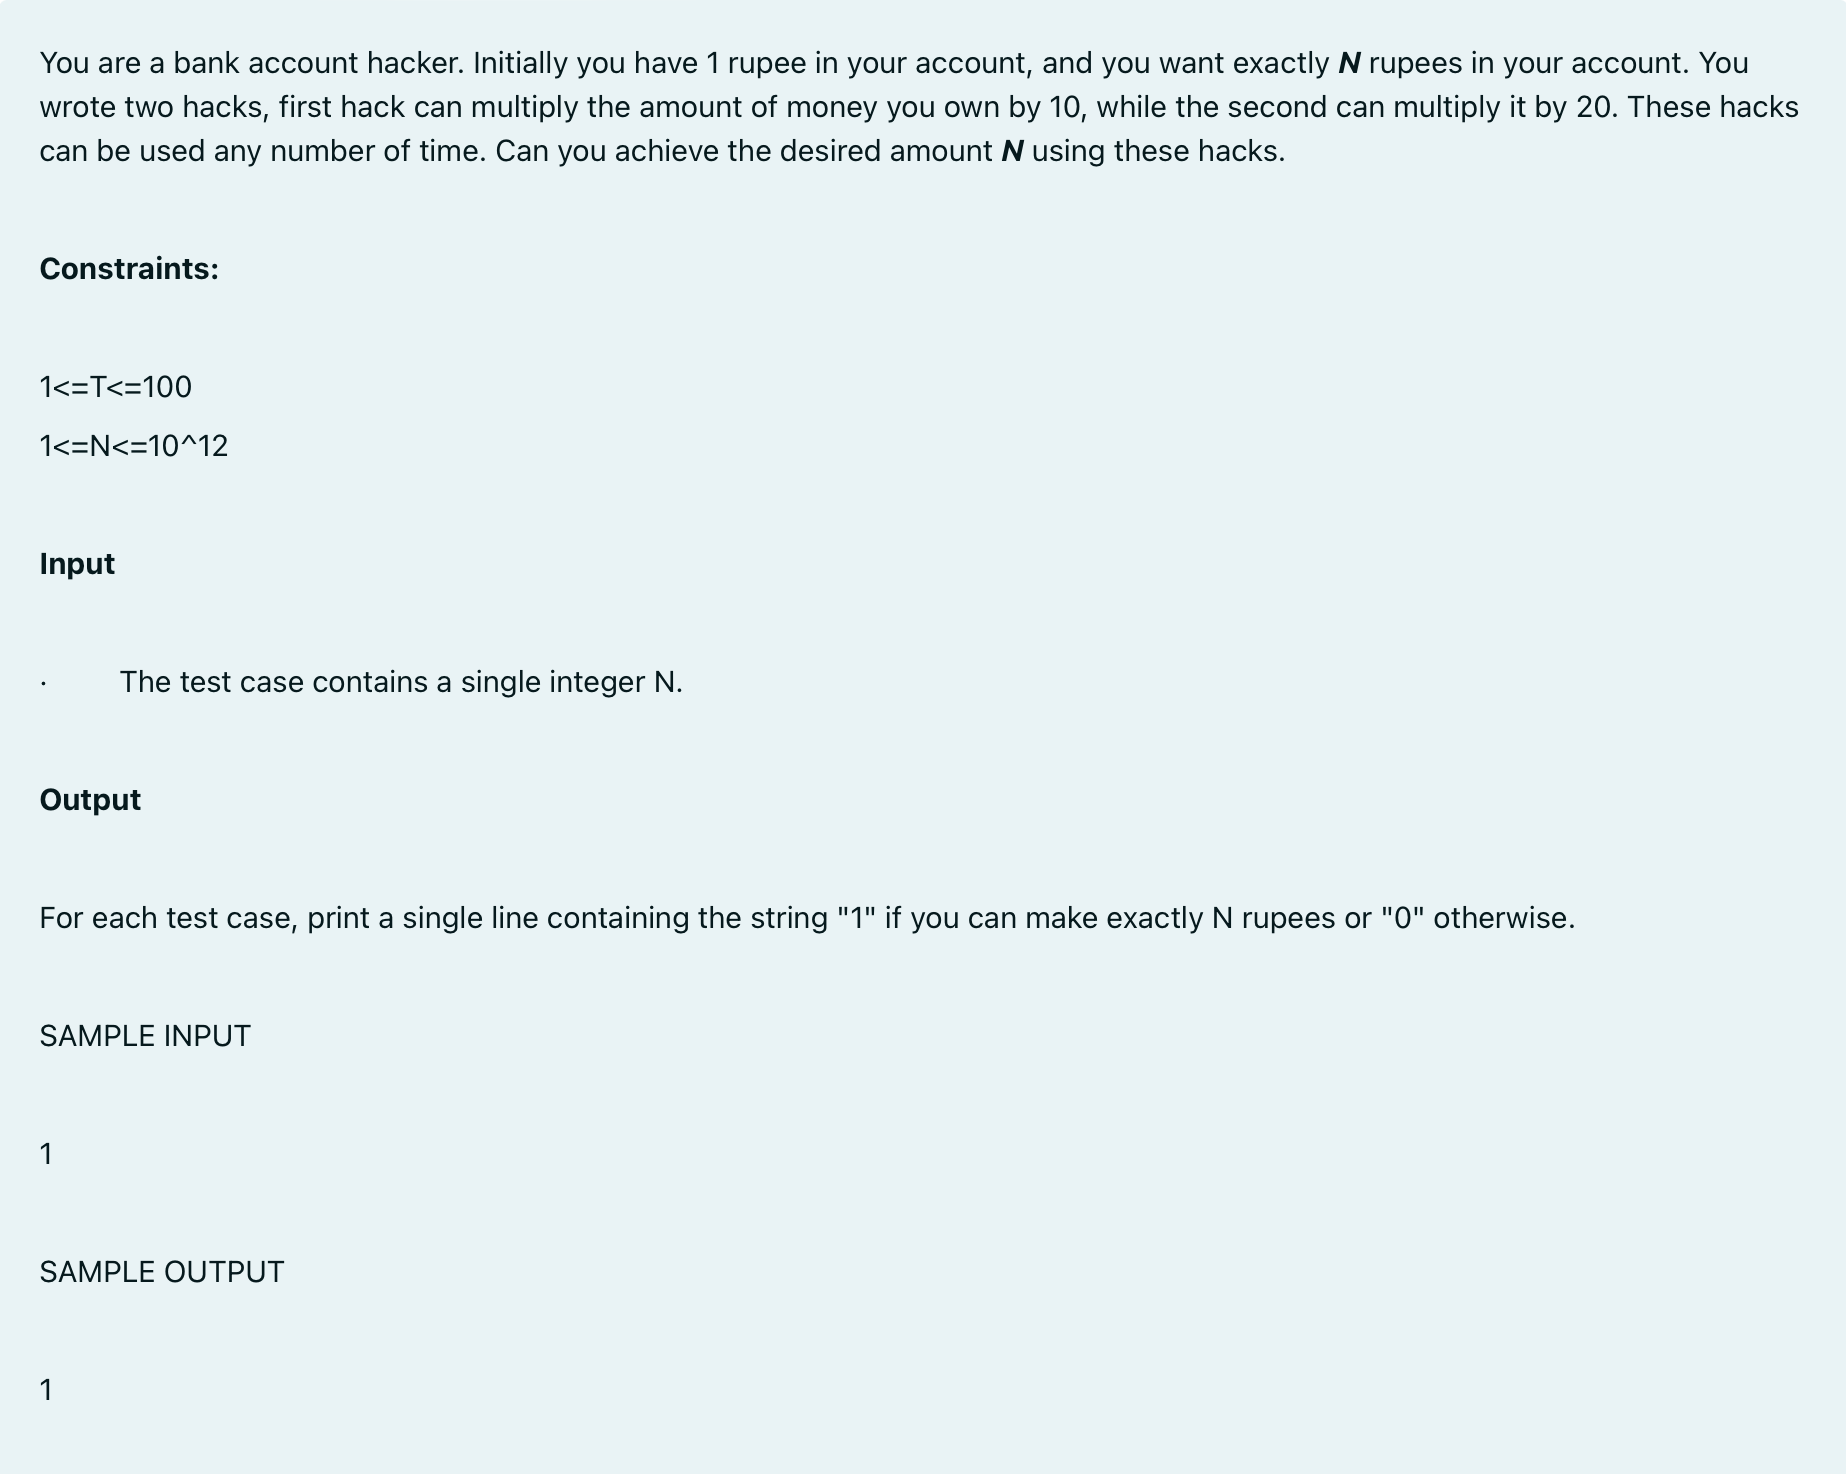 You are a bank account hacker. Initially you have 1 rupee in your account, and you want exactly N rupees in your account. You
wrote two hacks, first hack can multiply the amount of money you own by 10, while the second can multiply it by 20. These hacks
can be used any number of time. Can you achieve the desired amount N using these hacks.
Constraints:
1<=T<=100
1<=N<=10^12
Input
· The test case contains a single integer N.
Output
For each test case, print a single line containing the string "1" if you can make exactly N rupees or "0" otherwise.
SAMPLE INPUT
1
SAMPLE OUTPUT
1